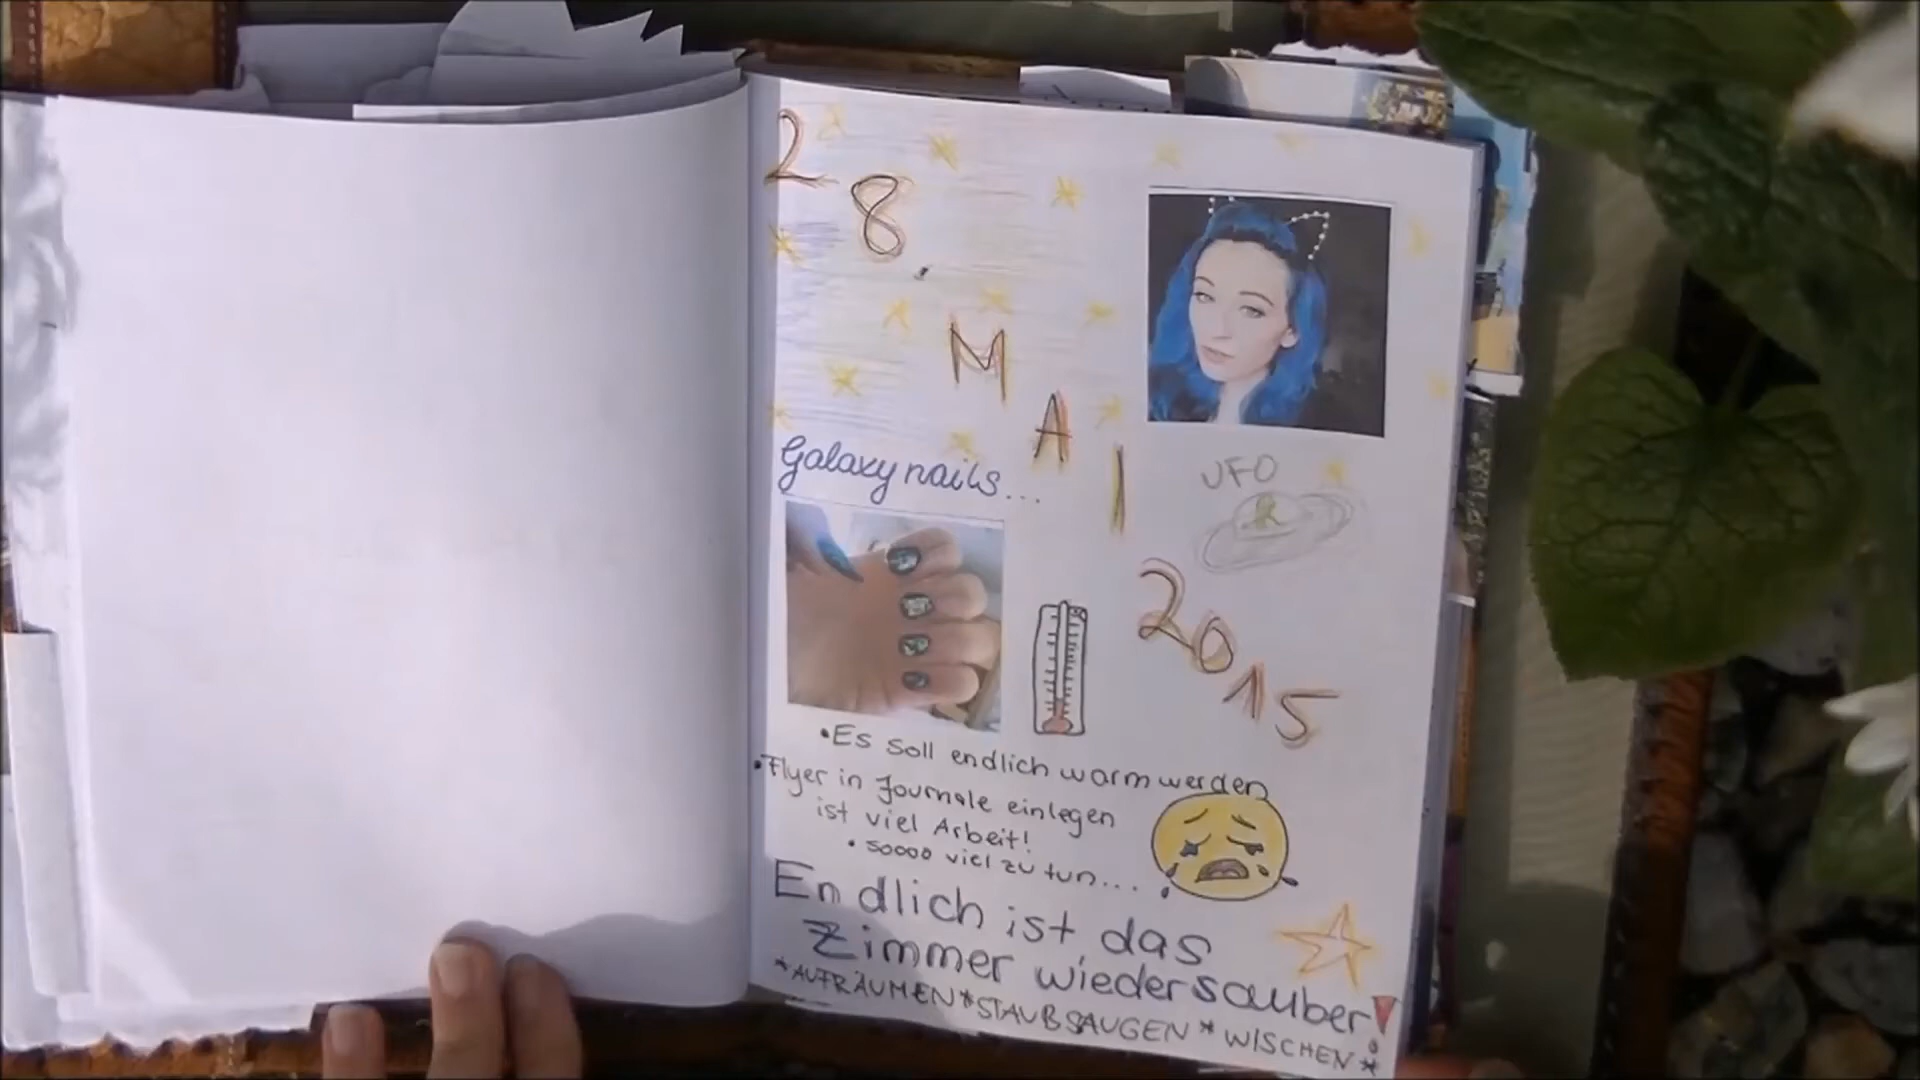 28.
MAI
2015
Galaxy nails...
UFO
•Es soll endlich warm werden
•Flyer in Journale einlegen
ist viel Arbeit!
•soooo viel zu tun...
Endlich ist das
Zimmer wieder sauber!
*AUFRÄUMEN*STAUBSAUGEN*WISCHEN*